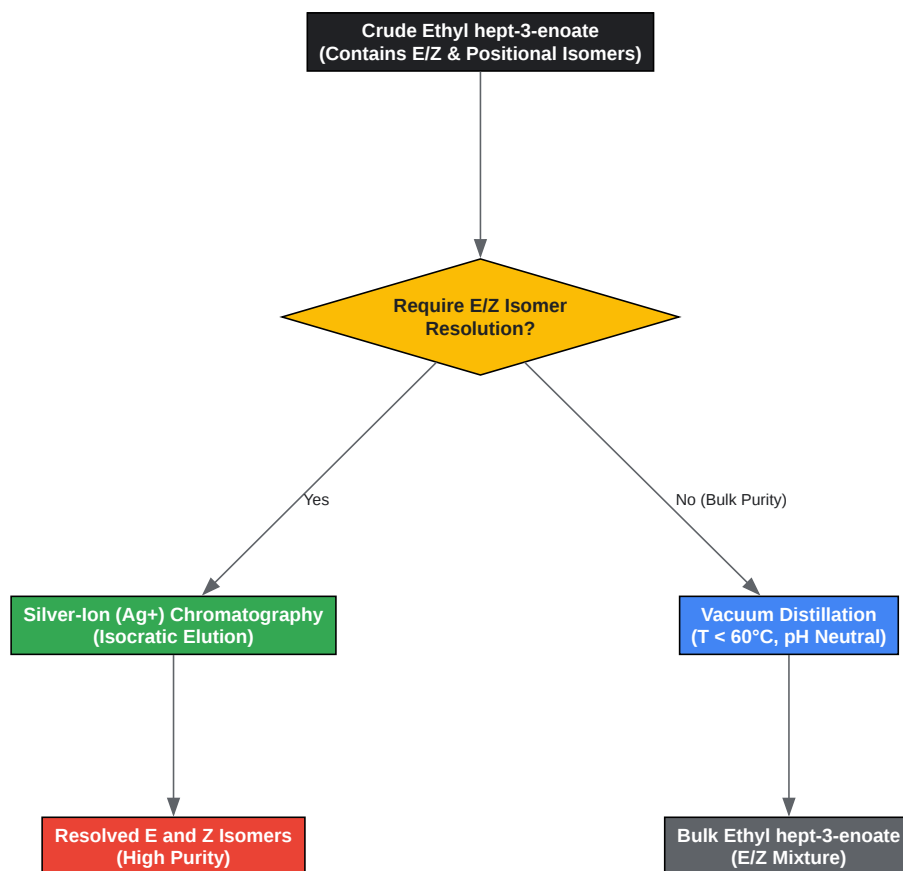 Crude Ethyl hept-3-enoate
(Contains E/Z & Positional Isomers)
Require E/Z Isomer
Resolution?
Yes
No (Bulk Purity)
Silver-Ion (Ag+) Chromatography
(Isocratic Elution)
Vacuum Distillation
(T < 60°C, pH Neutral)
Resolved E and Z Isomers
(High Purity)
Bulk Ethyl hept-3-enoate
(E/Z Mixture)